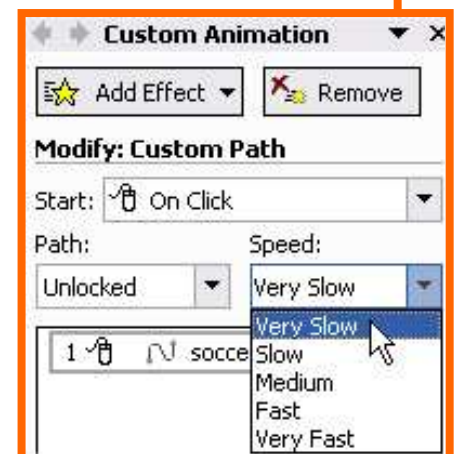 Custom Animation
Add Effect Remove
Modify: Custom Path
Start: On Click
Path: Speed:
Unlocked Very Slow
Very Slow
1 socce Slow
Medium
Fast
Very Fast